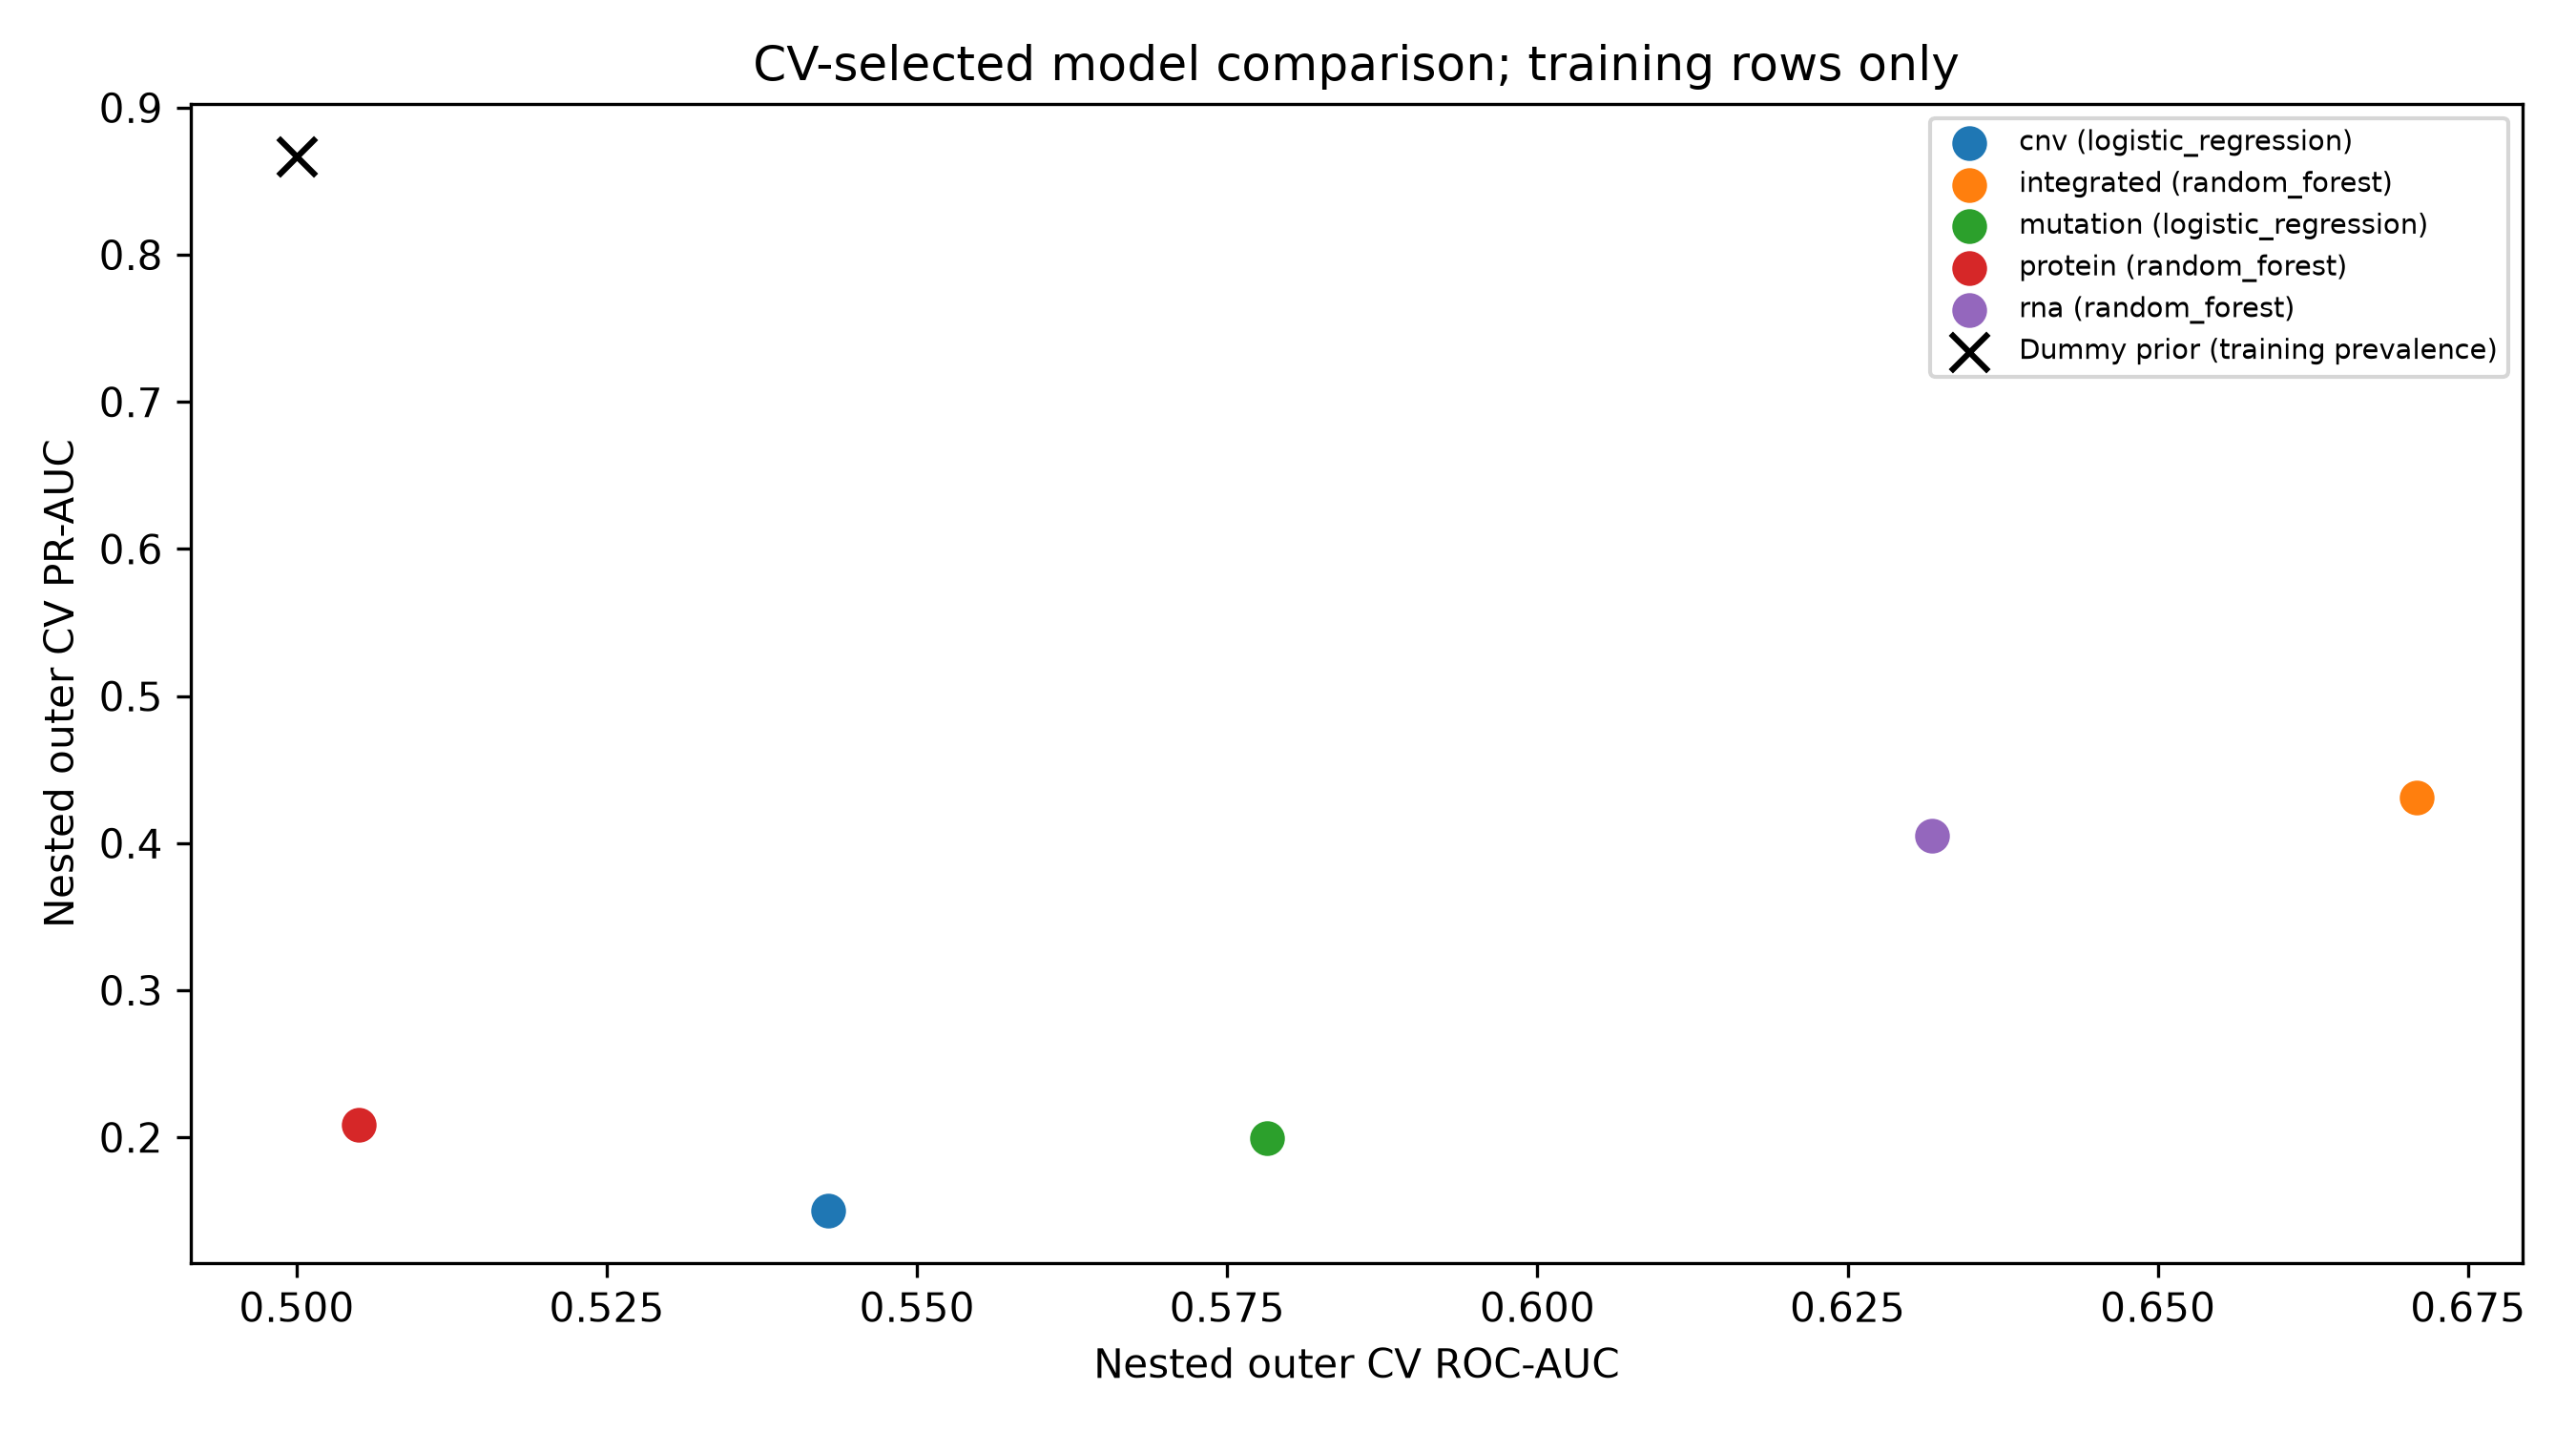 CV-selected model comparison; training rows only
cnv (logistic_regression)
integrated (random_forest)
mutation (logistic_regression)
protein (random_forest)
rna (random_forest)
Dummy prior (training prevalence)
Nested outer CV PR-AUC
0.9
0.8
0.7
0.6
0.5
0.4
0.3
0.2
0.500 0.525 0.550 0.575 0.600 0.625 0.650 0.675
Nested outer CV ROC-AUC